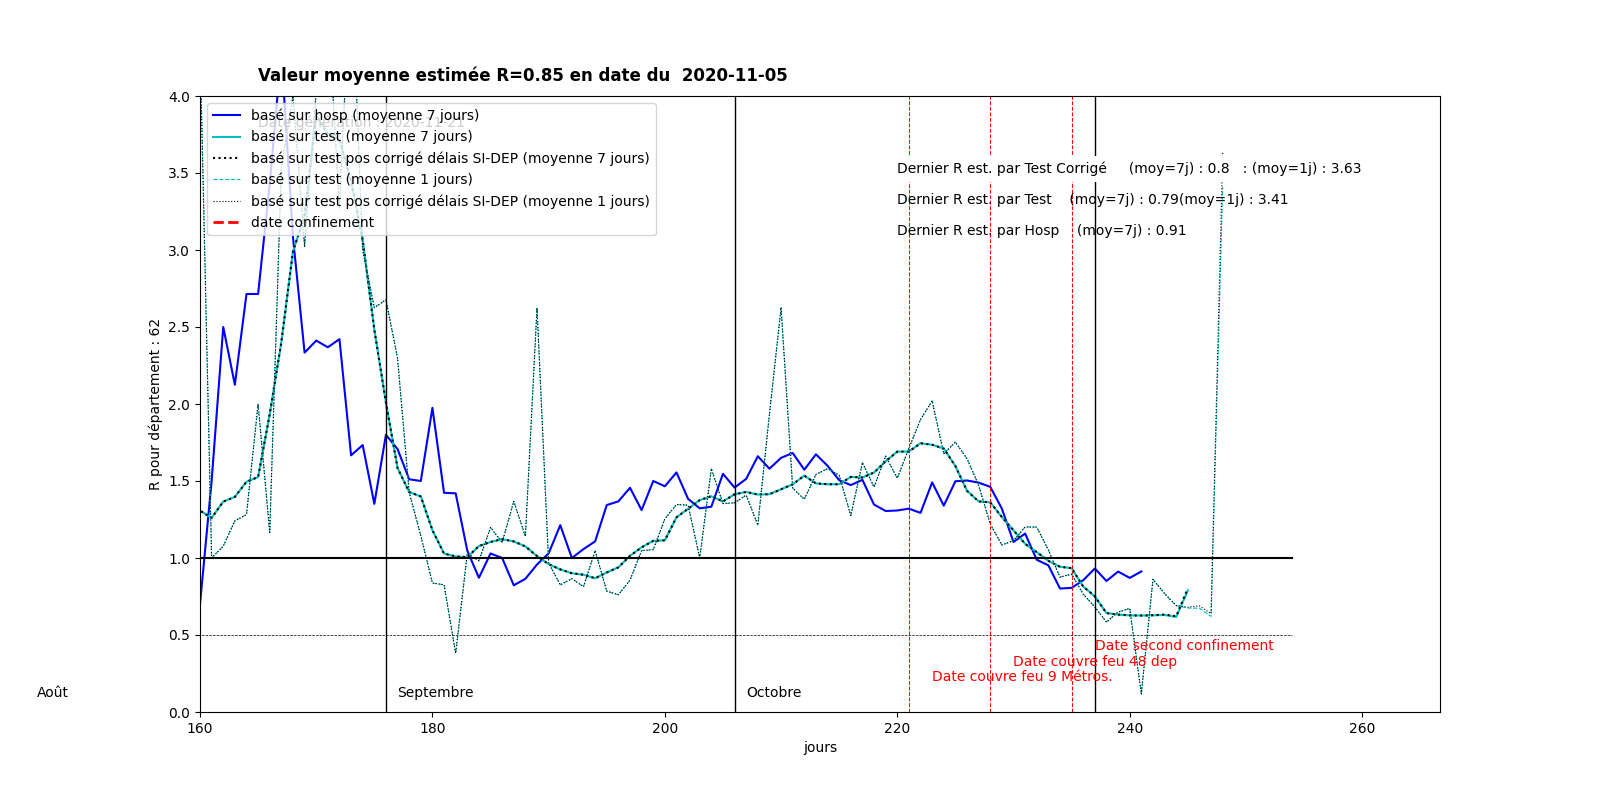 Valeur moyenne estimée R=0.85 en date du  2020-11-05
Date génération : 2020-11-21
basé sur hosp (moyenne 7 jours)
basé sur test (moyenne 7 jours)
basé sur test pos corrigé délais SI-DEP (moyenne 7 jours)
basé sur test (moyenne 1 jours)
basé sur test pos corrigé délais SI-DEP (moyenne 1 jours)
date confinement
Dernier R est. par Test Corrigé     (moy=7j) : 0.8   : (moy=1j) : 3.63
Dernier R est. par Test    (moy=7j) : 0.79(moy=1j) : 3.41
Dernier R est. par Hosp    (moy=7j) : 0.91
R pour département : 62
4.0
3.5
3.0
2.5
2.0
1.5
1.0
0.5
0.0
Date second confinement
Date couvre feu 48 dep
Date couvre feu 9 Métros.
Août
Septembre
Octobre
160
180
200
220
240
260
jours